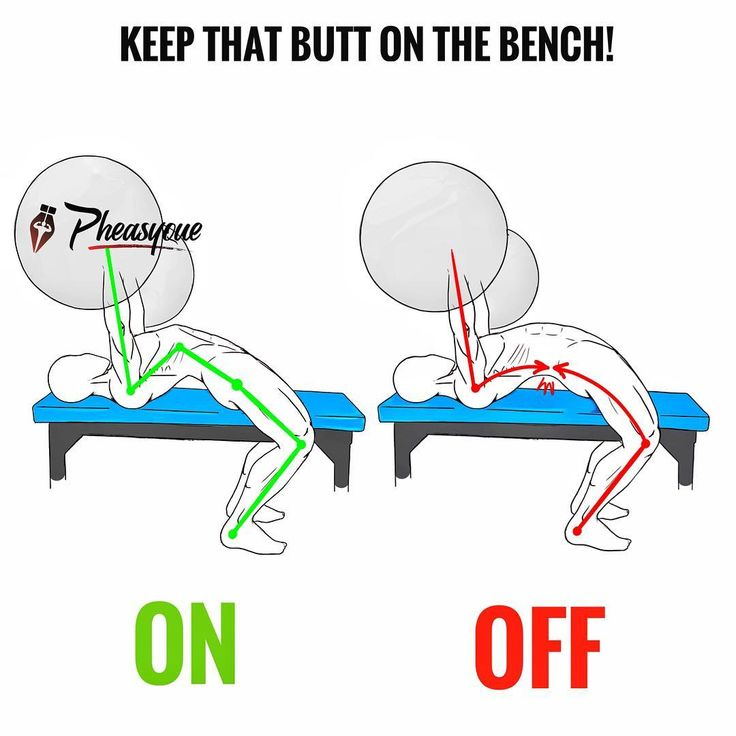 KEEP THAT BUTT ON THE BENCH!
Pheasyque
ON
OFF